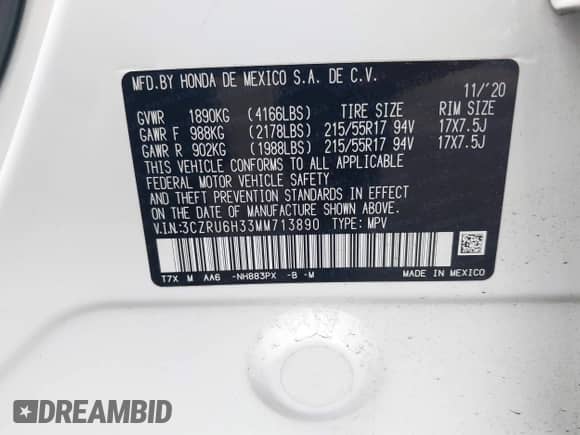 MFD.BY HONDA DE MEXICO S.A. DE C.V.
11/'20
GVWR 1890KG (4166LBS) TIRE SIZE RIM SIZE
GAWR F 988KG (2178LBS) 215/55R17 94V 17X7.5J
GAWR R 902KG (1988LBS) 215/55R17 94V 17X7.5J
THIS VEHICLE CONFORMS TO ALL APPLICABLE
FEDERAL MOTOR VEHICLE SAFETY
AND THEFT PREVENTION STANDARDS IN EFFECT
ON THE DATE OF MANUFACTURE SHOWN ABOVE.
V.I.N:3CZRU6H33MM713890 TYPE: MPV
T7X M AA6 -NH883PX -B -M
MADE IN MEXICO
DREAMBID